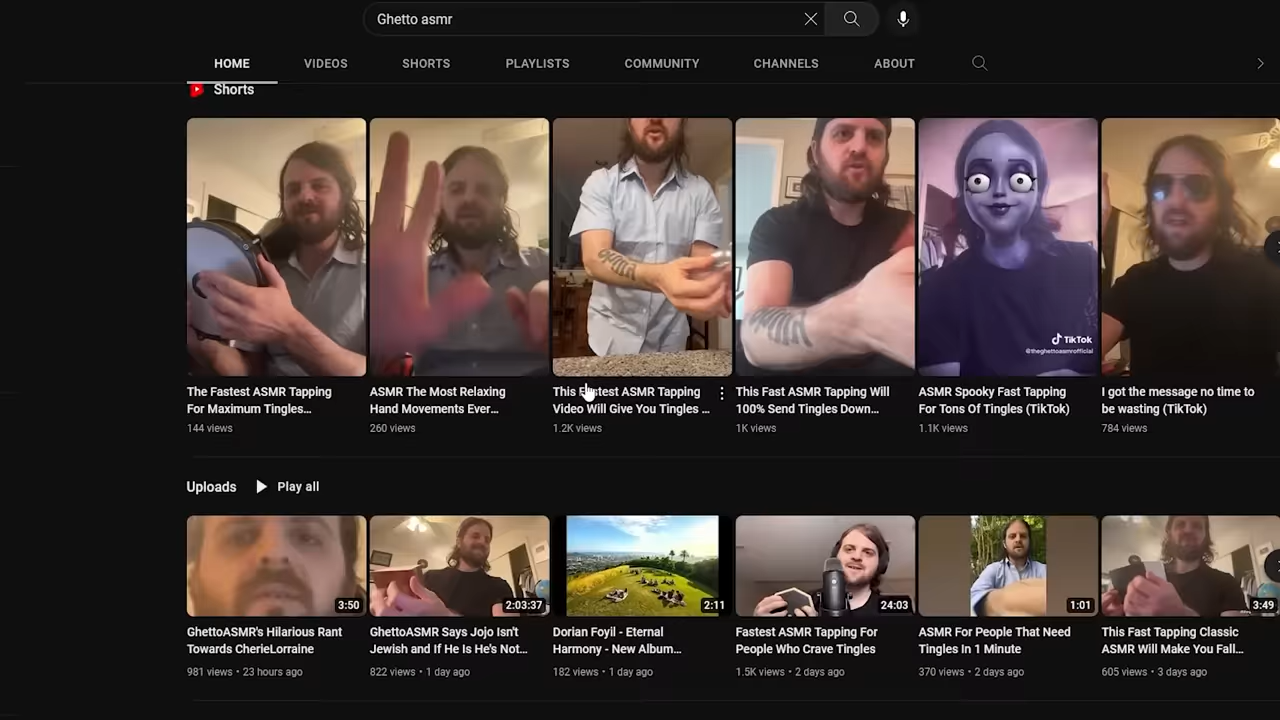 Ghetto asmr
HOME VIDEOS SHORTS PLAYLISTS COMMUNITY CHANNELS ABOUT
Shorts
TikTok
@theghettoasmrofficial
The Fastest ASMR Tapping
For Maximum Tingles...
144 views
ASMR The Most Relaxing
Hand Movements Ever...
260 views
This Fastest ASMR Tapping
Video Will Give You Tingles ...
1.2K views
This Fast ASMR Tapping Will
100% Send Tingles Down...
1K views
ASMR Spooky Fast Tapping
For Tons Of Tingles (TikTok)
1.1K views
I got the message no time to
be wasting (TikTok)
784 views
Uploads Play all
3:50
GhettoASMR's Hilarious Rant
Towards CherieLorraine
981 views • 23 hours ago
2:03:37
GhettoASMR Says Jojo Isn't
Jewish and If He Is He's Not...
822 views • 1 day ago
2:11
Dorian Foyil - Eternal
Harmony - New Album...
182 views • 1 day ago
24:03
Fastest ASMR Tapping For
People Who Crave Tingles
1.5K views • 2 days ago
1:01
ASMR For People That Need
Tingles In 1 Minute
370 views • 2 days ago
3:49
This Fast Tapping Classic
ASMR Will Make You Fall...
605 views • 3 days ago